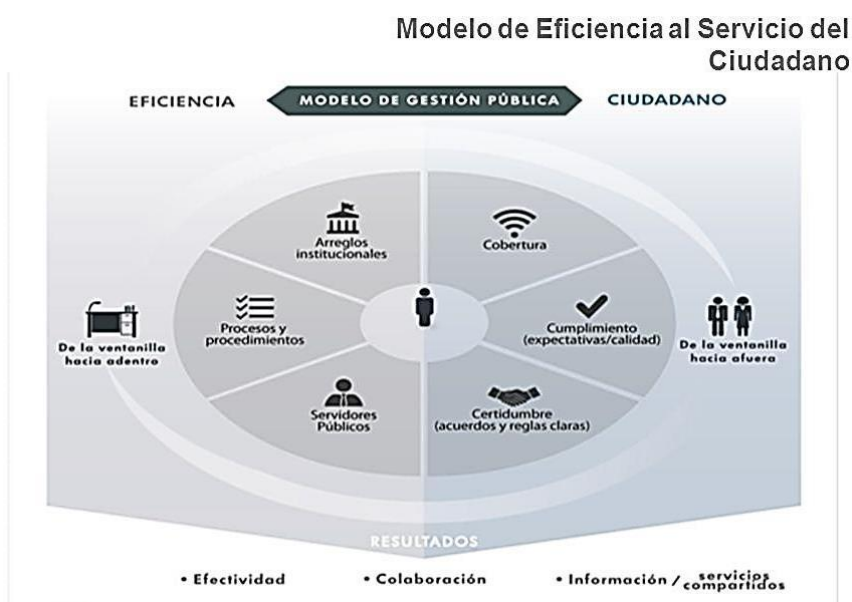 Modelo de Eficiencia al Servicio del
Ciudadano
EFICIENCIA
MODELO DE GESTIÓN PÚBLICA
CIUDADANO
Arreglos
institucionales
Cobertura
Procesos y
procedimientos
Cumplimiento
(expectativas/calidad)
De la ventanilla
hacia adentro
De la ventanilla
hacia afuera
Servidores
Públicos
Certidumbre
(acuerdos y reglas claras)
RESULTADOS
• Efectividad
• Colaboración
• Información / servicios
compartidos